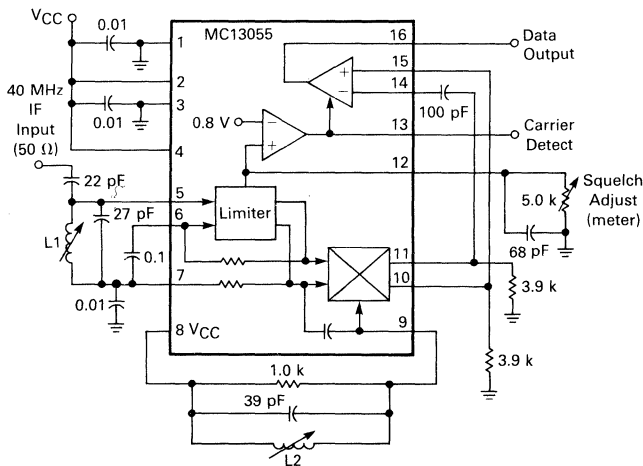 VCC
0.01
MC13055
1
16
Data
Output
15
2
14
40 MHz
IF
Input
(50 Ω)
3
0.01
0.8 V
+
−
−
+
100 pF
13
Carrier
Detect
4
12
22 pF
5
Limiter
Squelch
Adjust
(meter)
5.0 k
27 pF
6
L1
0.1
68 pF
11
7
10
3.9 k
0.01
8 VCC
9
3.9 k
1.0 k
39 pF
L2